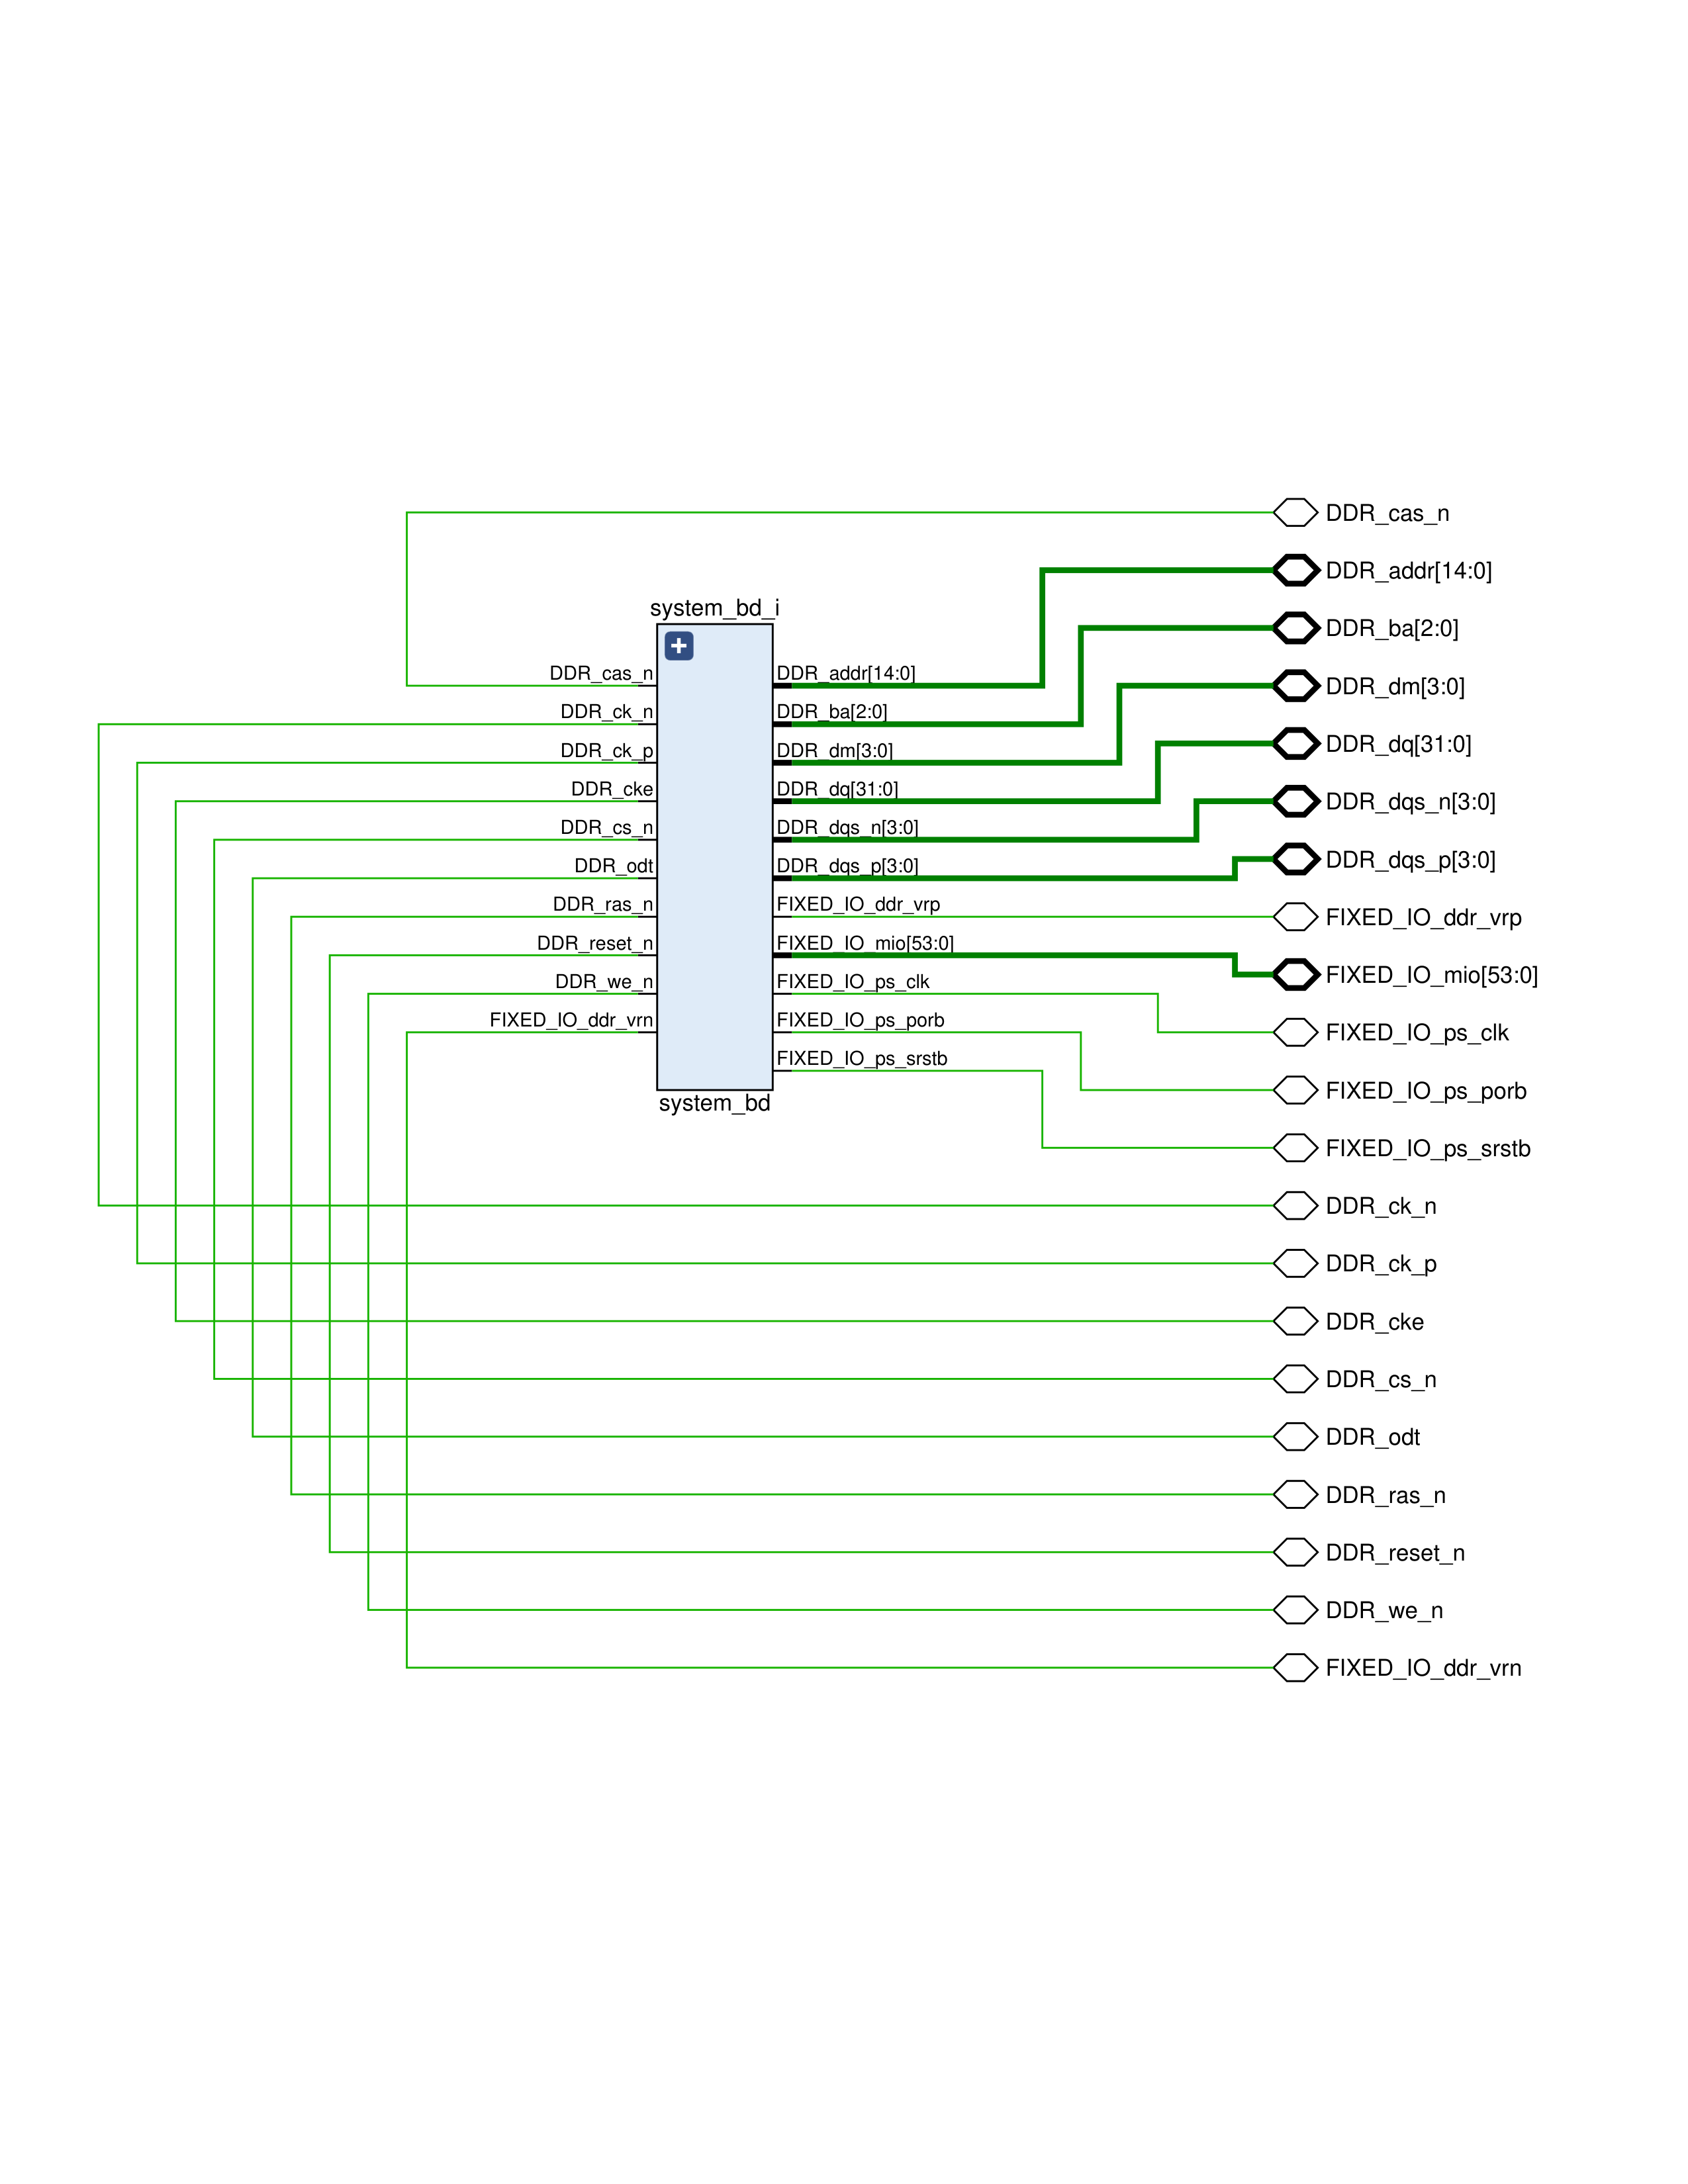 system_bd_i
DDR_cas_n
DDR_ck_n
DDR_ck_p
DDR_cke
DDR_cs_n
DDR_odt
DDR_ras_n
DDR_reset_n
DDR_we_n
FIXED_IO_ddr_vrn
DDR_addr[14:0]
DDR_ba[2:0]
DDR_dm[3:0]
DDR_dq[31:0]
DDR_dqs_n[3:0]
DDR_dqs_p[3:0]
FIXED_IO_ddr_vrp
FIXED_IO_mio[53:0]
FIXED_IO_ps_clk
FIXED_IO_ps_porb
FIXED_IO_ps_srstb
system_bd
DDR_cas_n
DDR_addr[14:0]
DDR_ba[2:0]
DDR_dm[3:0]
DDR_dq[31:0]
DDR_dqs_n[3:0]
DDR_dqs_p[3:0]
FIXED_IO_ddr_vrp
FIXED_IO_mio[53:0]
FIXED_IO_ps_clk
FIXED_IO_ps_porb
FIXED_IO_ps_srstb
DDR_ck_n
DDR_ck_p
DDR_cke
DDR_cs_n
DDR_odt
DDR_ras_n
DDR_reset_n
DDR_we_n
FIXED_IO_ddr_vrn